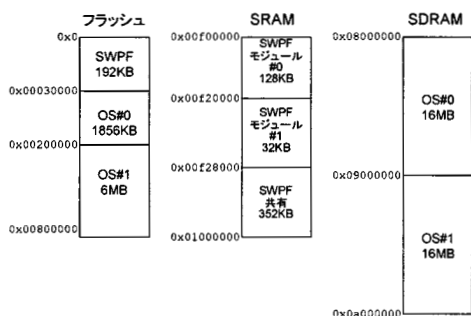 フラッシュ
0x0
SWPF
192KB
0x00030000
OS#0
1856KB
0x00200000
OS#1
6MB
0x00800000
SRAM
0x00f00000
SWPF
モジュール
#0
128KB
0x00f20000
SWPF
モジュール
#1
32KB
0x00f28000
SWPF
共有
352KB
0x01000000
SDRAM
0x08000000
OS#0
16MB
0x09000000
OS#1
16MB
0x0a000000